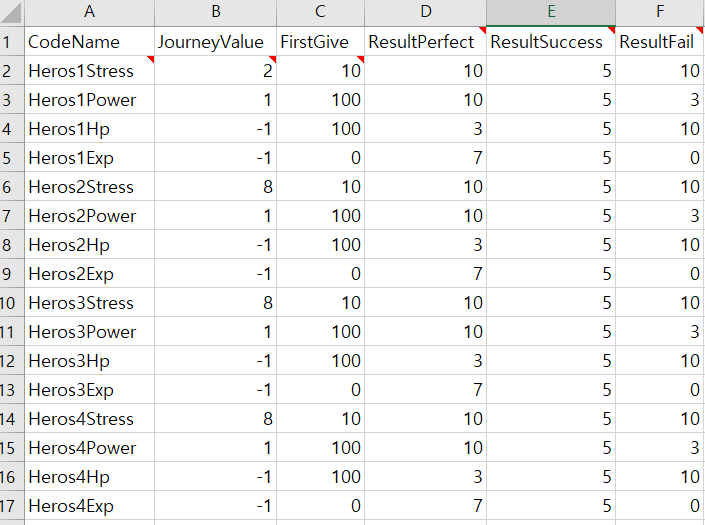 A B C D E F
1 CodeName JourneyValue FirstGive ResultPerfect ResultSuccess ResultFail
2 Heros1Stress 2 10 10 5 10
3 Heros1Power 1 100 10 5 3
4 Heros1Hp -1 100 3 5 10
5 Heros1Exp -1 0 7 5 0
6 Heros2Stress 8 10 10 5 10
7 Heros2Power 1 100 10 5 3
8 Heros2Hp -1 100 3 5 10
9 Heros2Exp -1 0 7 5 0
10 Heros3Stress 8 10 10 5 10
11 Heros3Power 1 100 10 5 3
12 Heros3Hp -1 100 3 5 10
13 Heros3Exp -1 0 7 5 0
14 Heros4Stress 8 10 10 5 10
15 Heros4Power 1 100 10 5 3
16 Heros4Hp -1 100 3 5 10
17 Heros4Exp -1 0 7 5 0